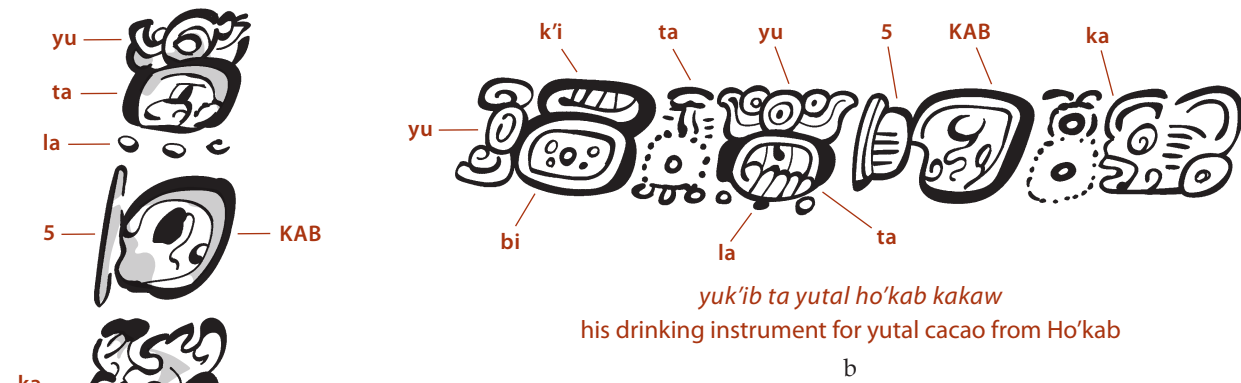 yu
ta
la
5 KAB
ka
k’i ta yu 5 KAB ka
yu
bi
la
ta
yuk’ib ta yutal ho’kab kakaw
his drinking instrument for yutal cacao from Ho’kab
b